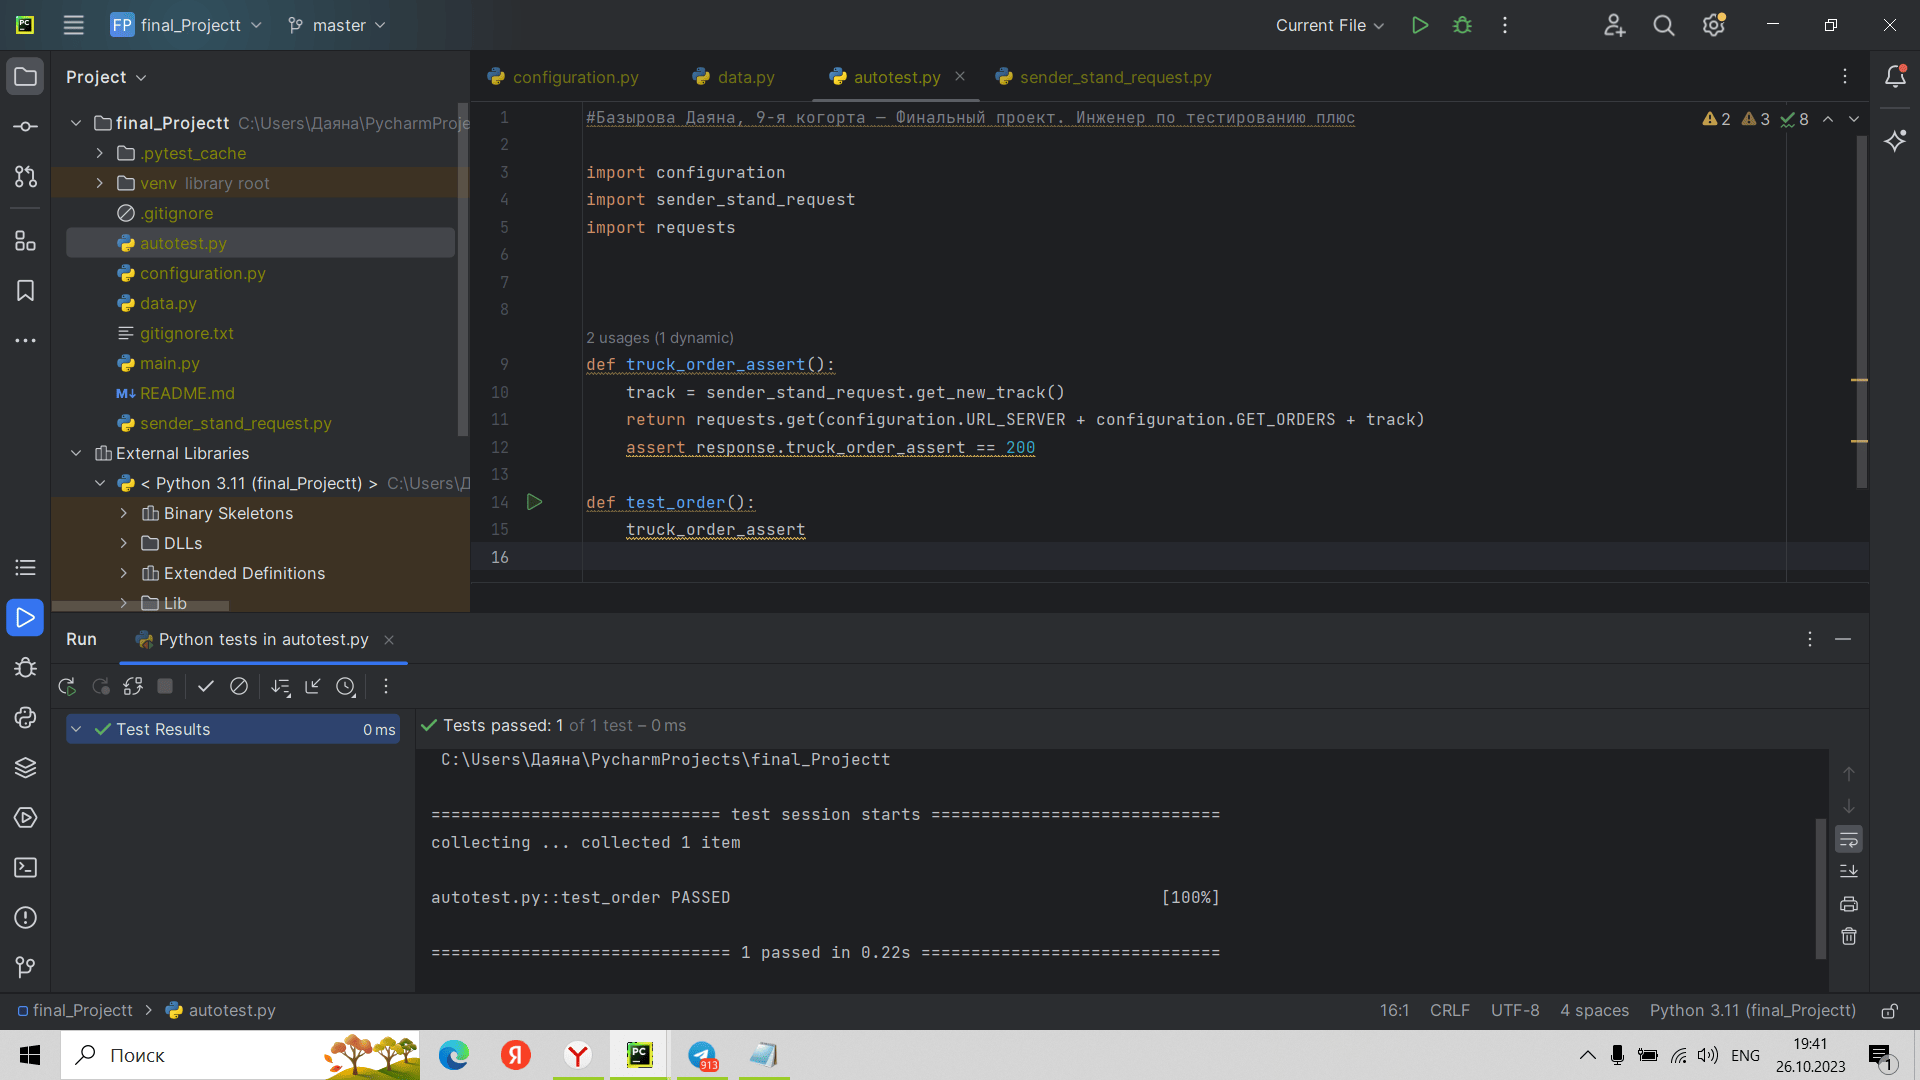 PC
FP final_Projectt
master
Current File
Project
configuration.py
data.py
autotest.py
sender_stand_request.py
final_Projectt C:\Users\Даяна\PycharmProje
.pytest_cache
venv library root
.gitignore
autotest.py
configuration.py
data.py
gitignore.txt
main.py
M↓ README.md
sender_stand_request.py
External Libraries
< Python 3.11 (final_Projectt) > C:\Users\Д
Binary Skeletons
DLLs
Extended Definitions
Lib
2 3 8
1 #Базырова Даяна, 9-я когорта — Финальный проект. Инженер по тестированию плюс
2
3 import configuration
4 import sender_stand_request
5 import requests
6
7
8
2 usages (1 dynamic)
9 def truck_order_assert():
10 track = sender_stand_request.get_new_track()
11 return requests.get(configuration.URL_SERVER + configuration.GET_ORDERS + track)
12 assert response.truck_order_assert == 200
13
14 def test_order():
15 truck_order_assert
16
Run
Python tests in autotest.py
Test Results 0 ms
Tests passed: 1 of 1 test – 0 ms
C:\Users\Даяна\PycharmProjects\final_Projectt
============================= test session starts =============================
collecting ... collected 1 item
autotest.py::test_order PASSED [100%]
============================== 1 passed in 0.22s ==============================
final_Projectt
autotest.py
16:1 CRLF UTF-8 4 spaces Python 3.11 (final_Projectt)
Поиск
Я
Y
PC
913
ENG
19:41
26.10.2023
1